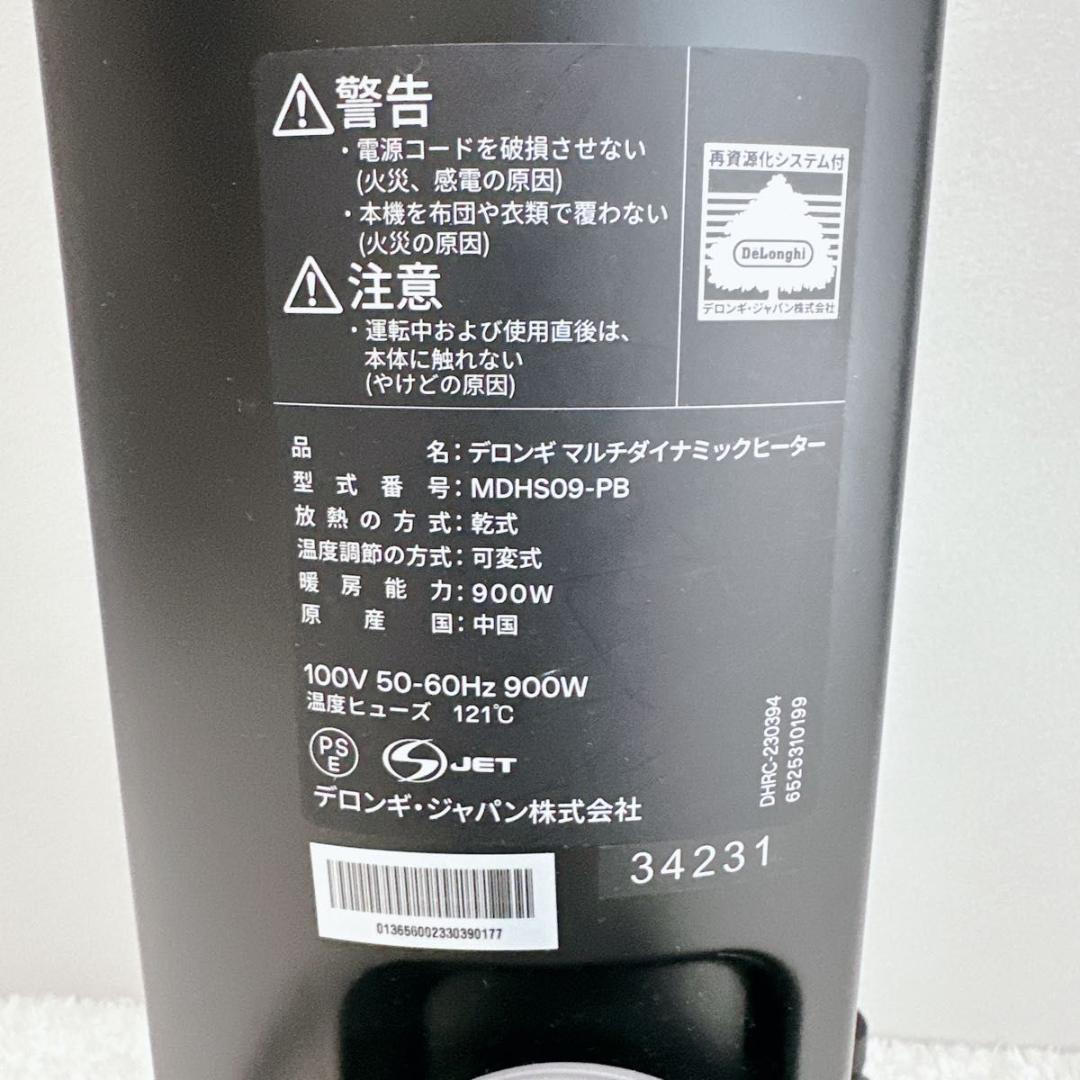 警告
・電源コードを破損させない
(火災、感電の原因)
・本機を布団や衣類で覆わない
(火災の原因)
注意
・運転中および使用直後は、
本体に触れない
(やけどの原因)
再資源化システム付
DeLonghi
デロンギ・ジャパン株式会社
品名：デロンギ マルチダイナミックヒーター
型式番号：MDHS09-PB
放熱の方式：乾式
温度調節の方式：可変式
暖房能力：900W
原産国：中国
100V 50-60Hz 900W
温度ヒューズ 121℃
PS
E
JET
デロンギ・ジャパン株式会社
DHRC-230394
6525310199
34231
013656002330390177